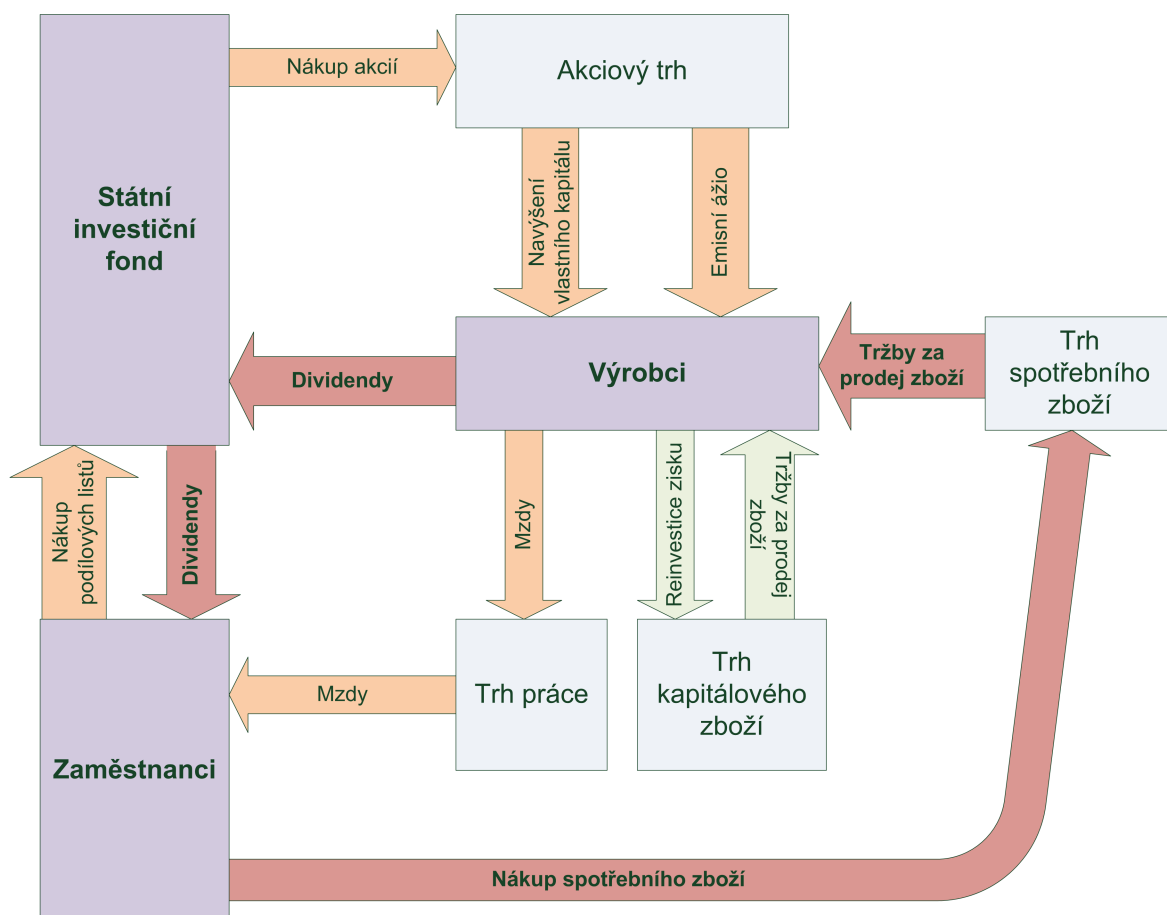 Nákup akcií
Akciový trh
Státní
investiční
fond
Navýšení
vlastního kapitálu
Emisní ážio
Dividendy
Výrobci
Tržby za
prodej zboží
Trh
spotřebního
zboží
Nákup
podílových listů
Dividendy
Mzdy
Reinvestice zisku
Tržby za prodej
zboží
Mzdy
Trh práce
Trh
kapitálového
zboží
Zaměstnanci
Nákup spotřebního zboží